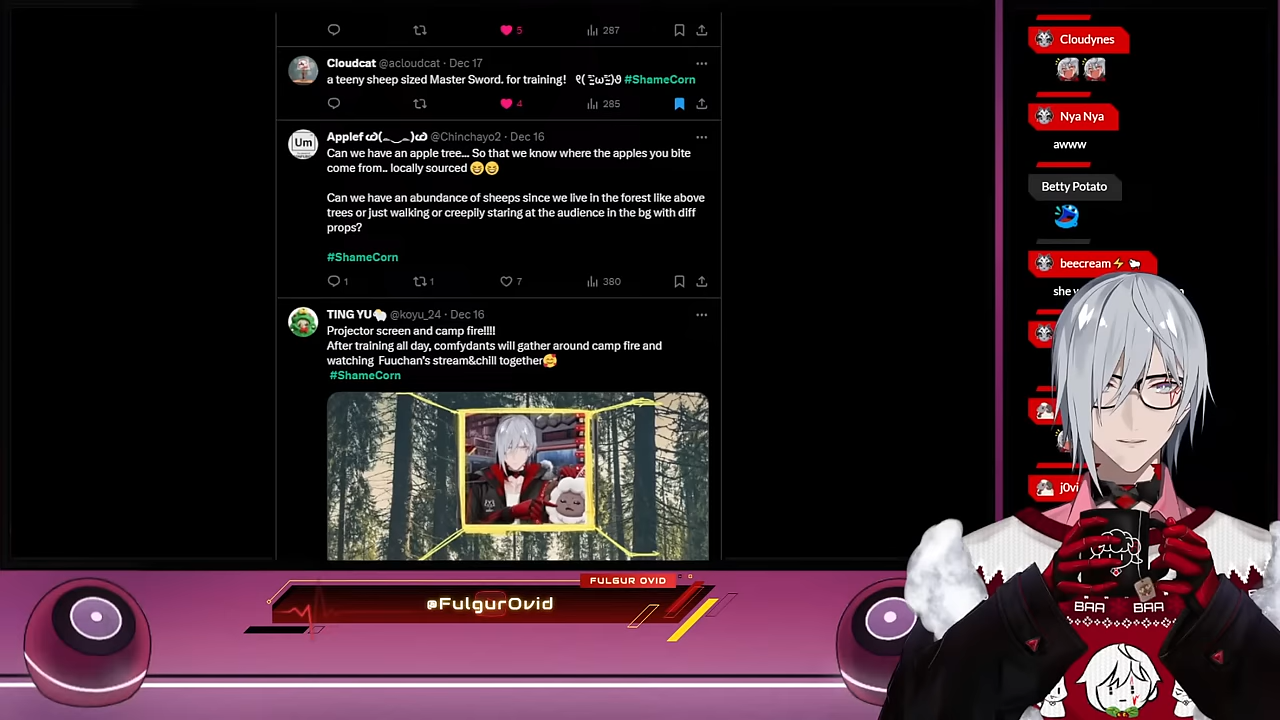 5
287
Cloudcat @acloudcat · Dec 17
a teeny sheep sized Master Sword. for training! #ShameCorn
4
285
Um
Applef @Chinchayo2 · Dec 16
Can we have an apple tree... So that we know where the apples you bite
come from.. locally sourced 😄😄
Can we have an abundance of sheeps since we live in the forest like above
trees or just walking or creepily staring at the audience in the bg with diff
props?
#ShameCorn
1
1
7
380
TING YU @koyu_24 · Dec 16
Projector screen and camp fire!!!!
After training all day, comfydants will gather around camp fire and
watching Fuuchan's stream&chill together🥰
#ShameCorn
FULGUR OVID
@FulgurOvid
Cloudynes
Nya Nya
awww
Betty Potato
beecream⚡🐑
she
j0vi
BAA BAA